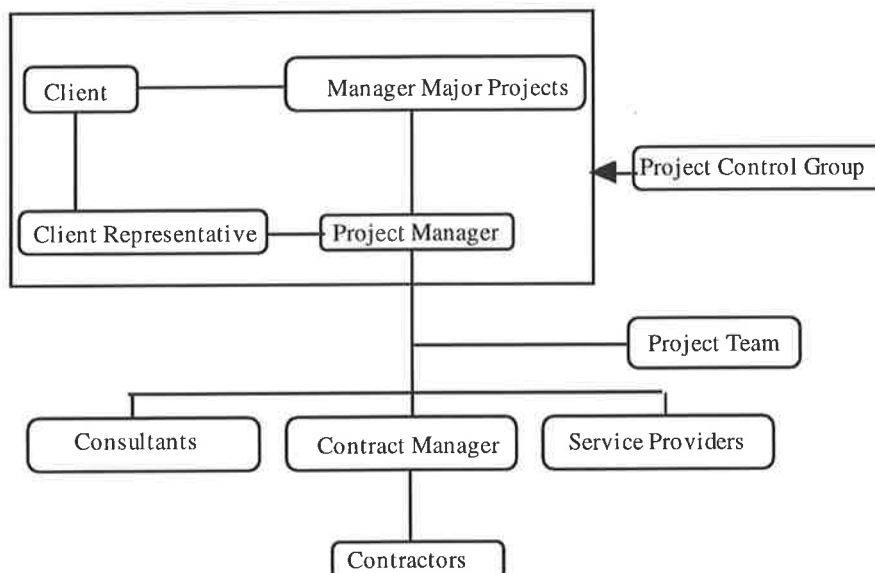 Client
Manager Major Projects
Project Control Group
Client Representative
Project Manager
Project Team
Consultants
Contract Manager
Service Providers
Contractors